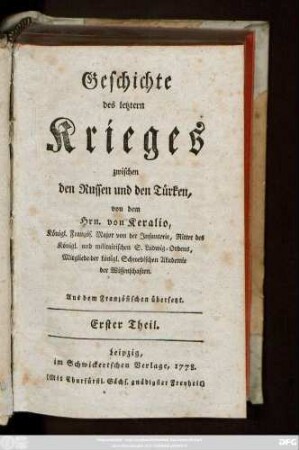 Geschichte
des letztern
Krieges
zwischen
den Russen und den Türken,
von dem
Hrn. von Keralio,
Königl. Französ. Major von der Infanterie, Ritter des
Königl. und militärischen S. Ludwig-Ordens,
Mitgliede der königl. Schwedischen Akademie
der Wissenschaften.
Aus dem Französischen übersetzt.
Erster Theil.
Leipzig,
im Schwickertschen Verlage, 1778.
(Mit Churfürstl. Sächs. gnädigster Freyheit)